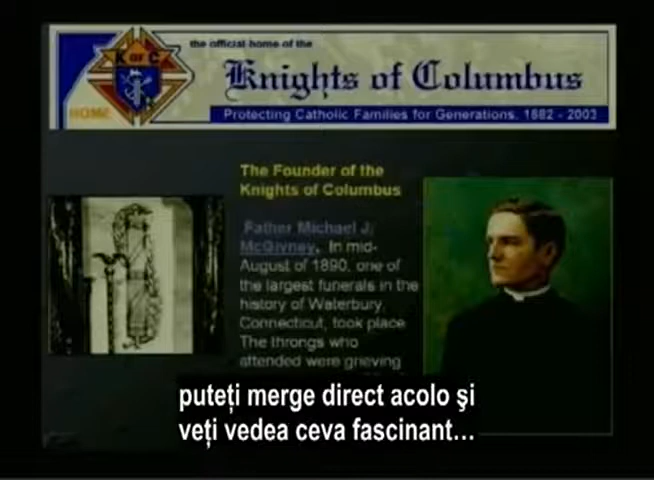 K of C
the official home of the
Knights of Columbus
HOME
Protecting Catholic Families for Generations. 1882 - 2003
The Founder of the
Knights of Columbus
Father Michael J.
McGivney. In mid-
August of 1890, one of
the largest funerals in the
history of Waterbury,
Connecticut, took place.
The throngs who
attended were grieving
puteți merge direct acolo și
veți vedea ceva fascinant...